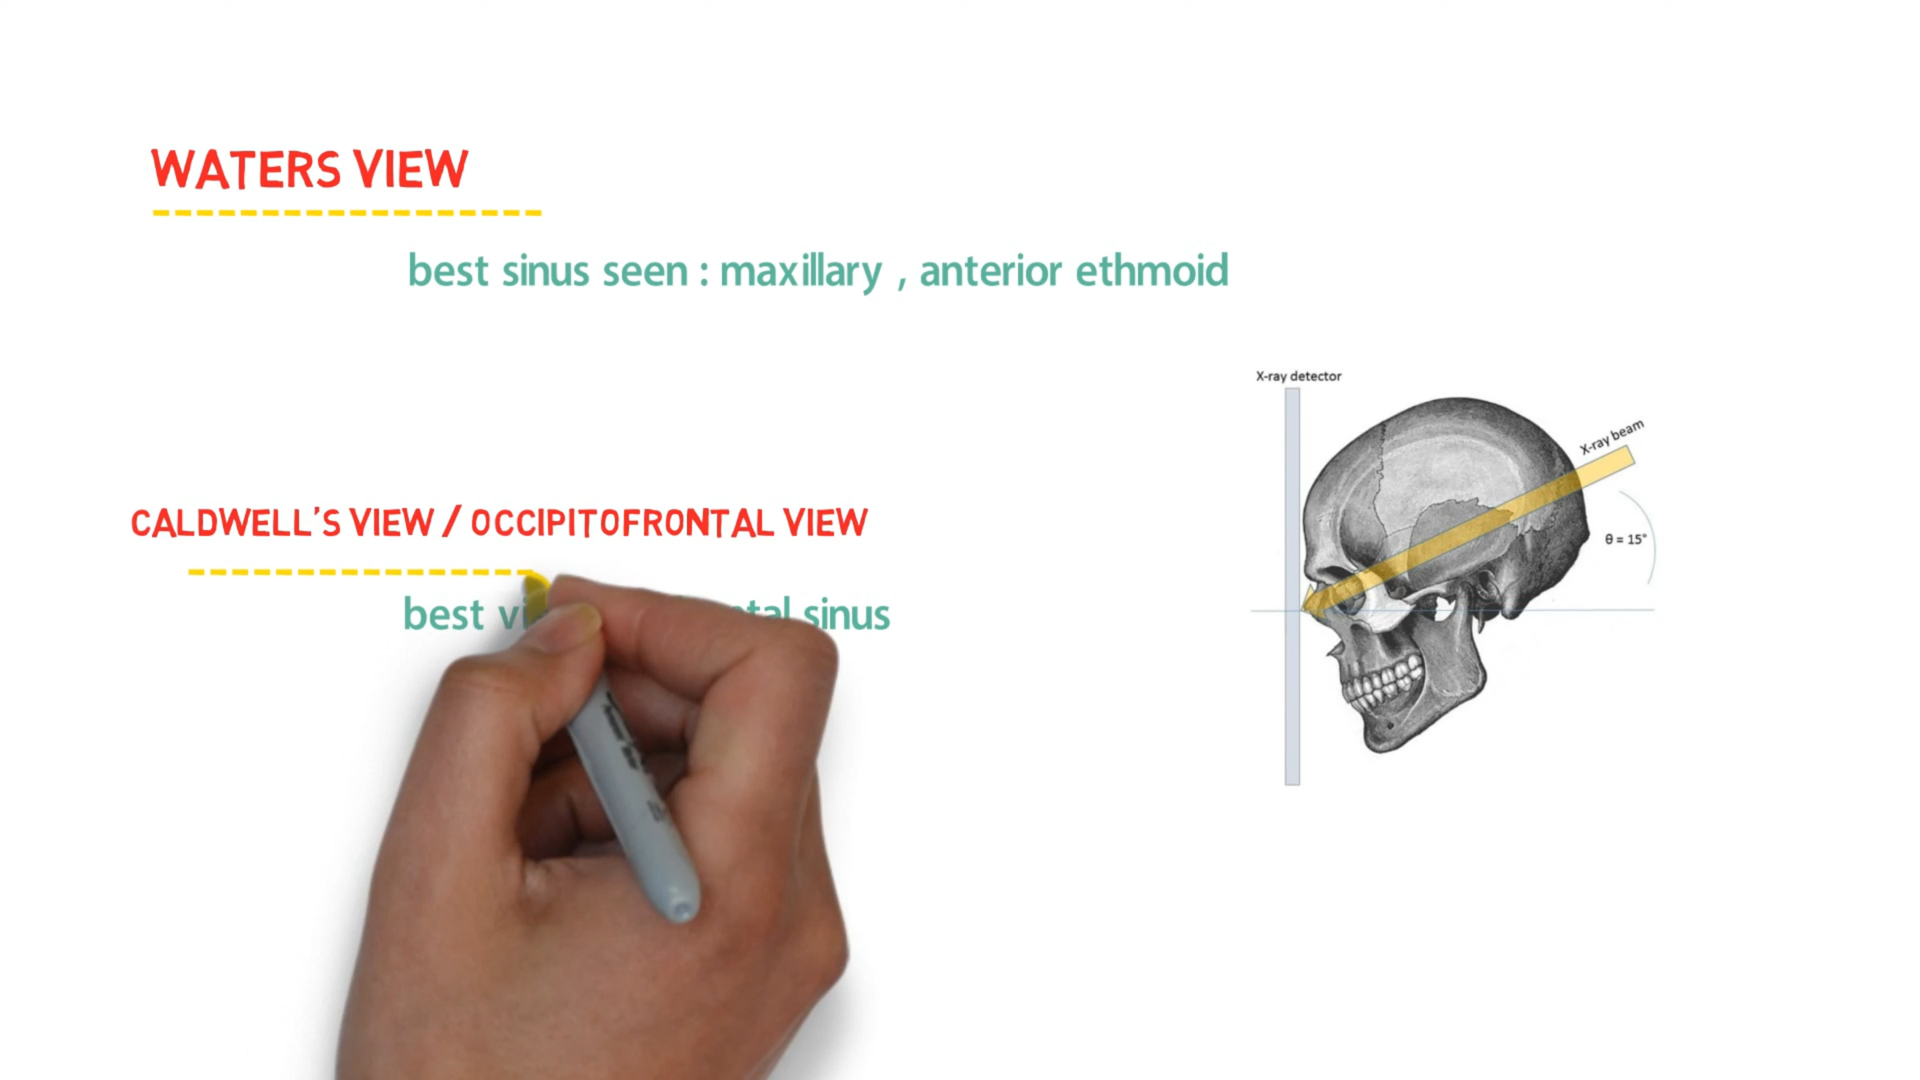 WATERS VIEW
best sinus seen : maxillary , anterior ethmoid
X-ray detector
X-ray beam
CALDWELL'S VIEW / OCCIPITOFRONTAL VIEW
θ = 15°
best sinus